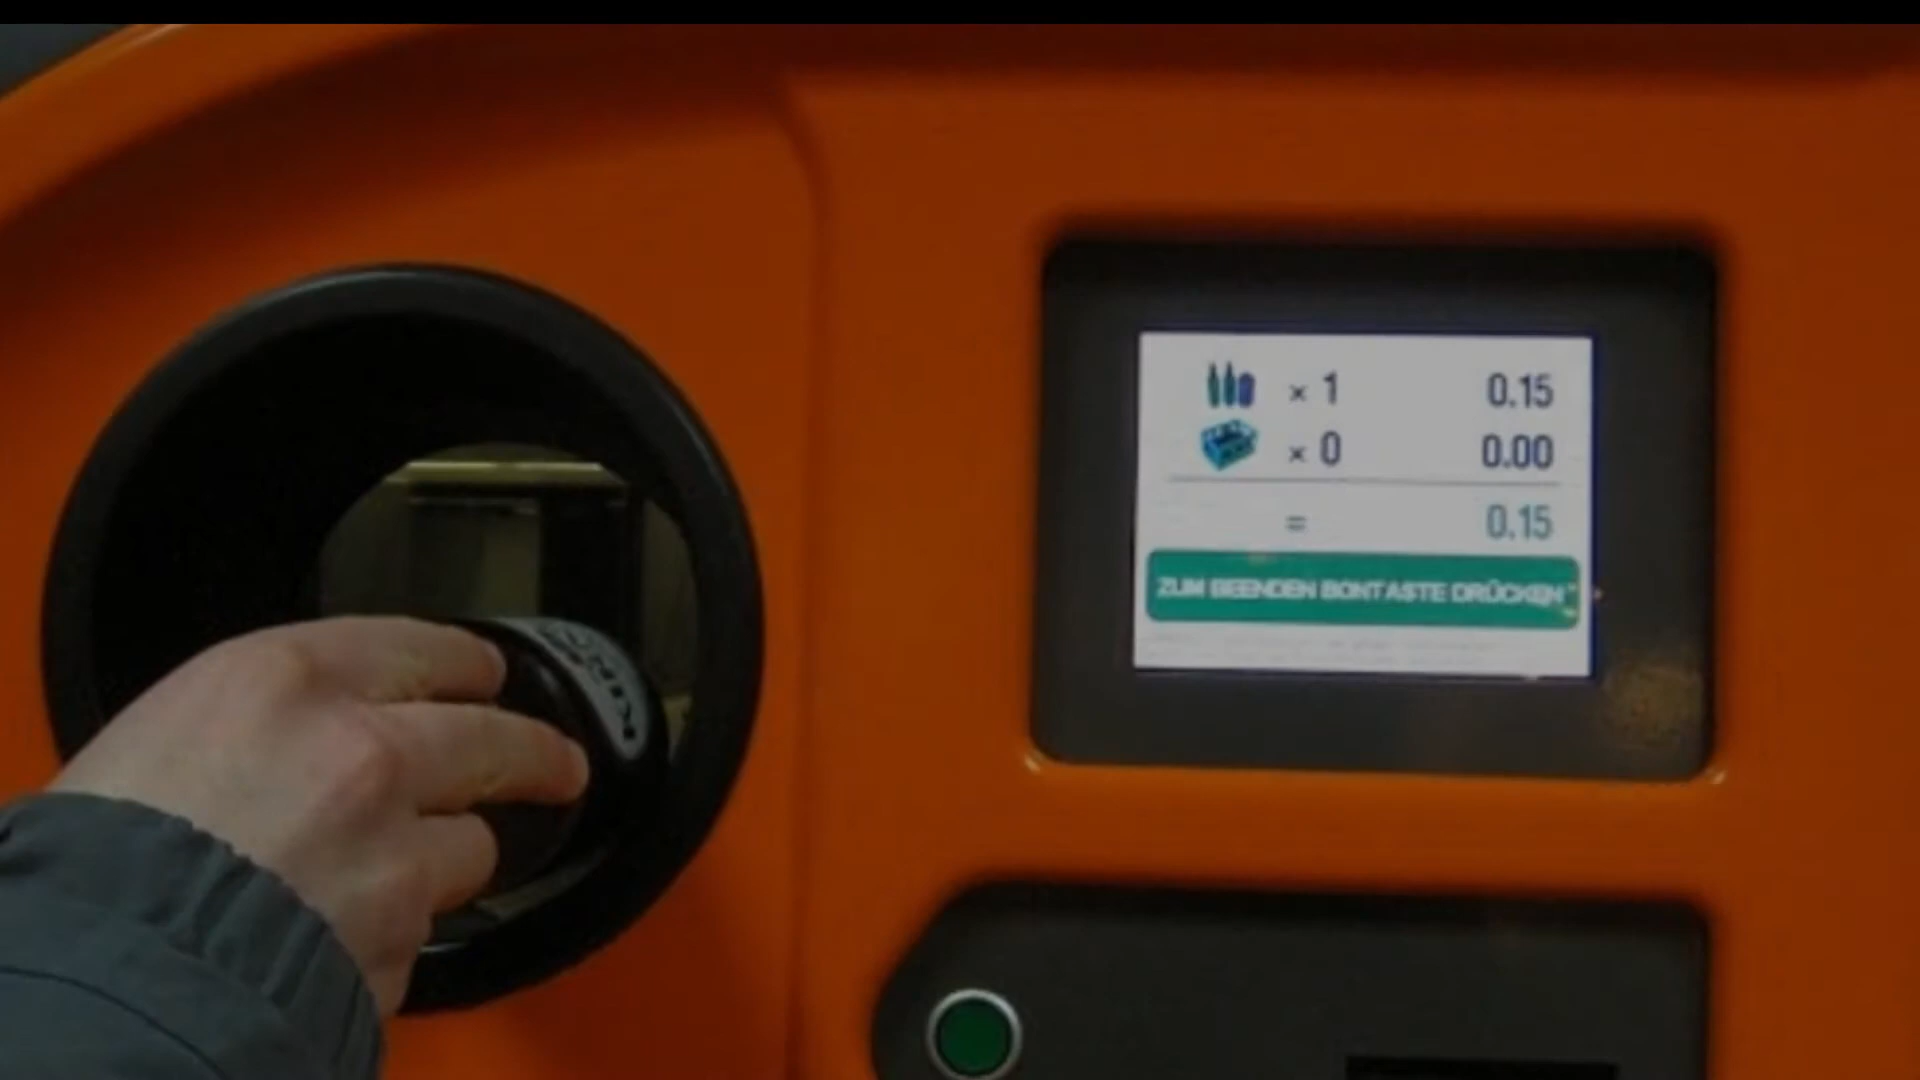 × 1 0.15
× 0 0.00
= 0.15
ZUM BEENDEN BONTASTE DRÜCKEN